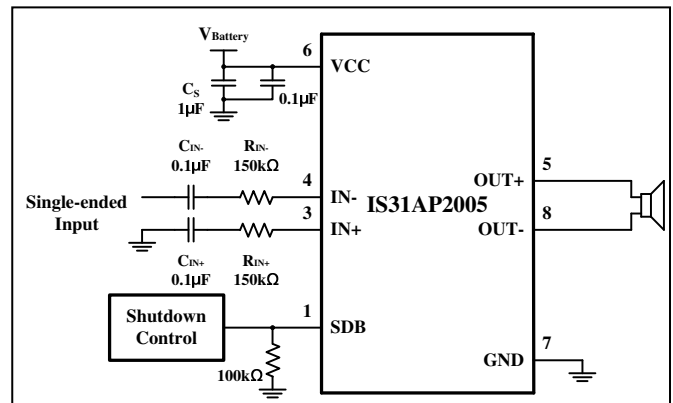 VBattery
6
VCC
CS
1µF
0.1µF
CIN-
0.1µF
RIN-
150kΩ
4
IN-
Single-ended
Input
3
IN+
CIN+
0.1µF
RIN+
150kΩ
IS31AP2005
OUT+
5
OUT-
8
Shutdown
Control
1
SDB
100kΩ
7
GND